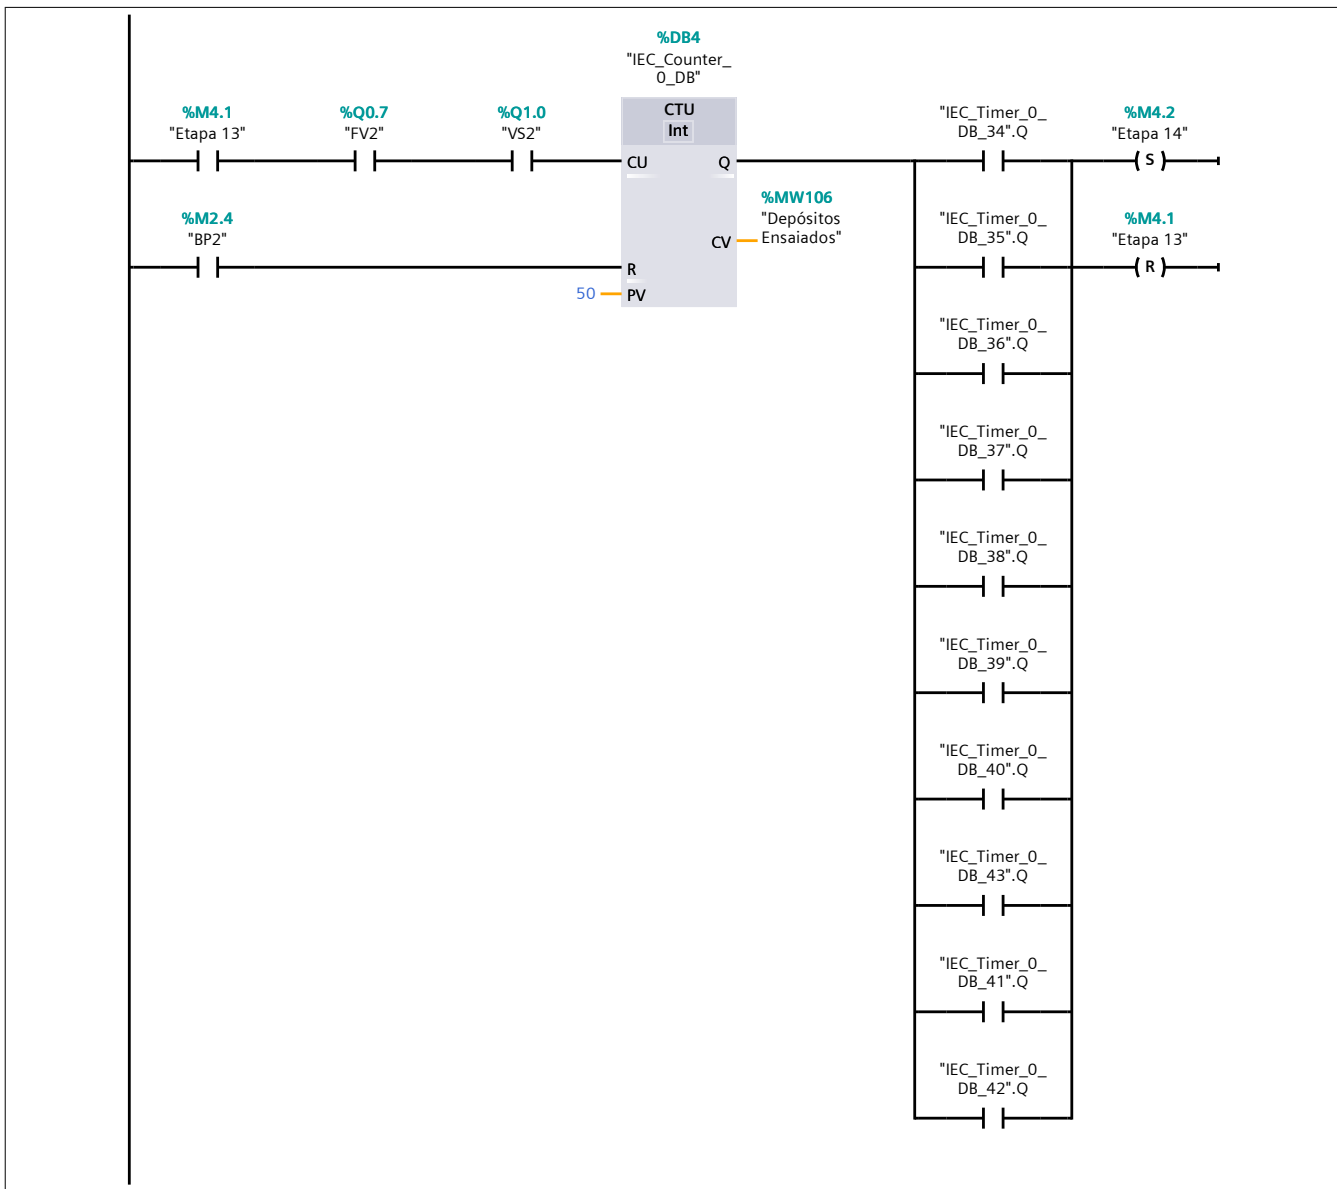 %DB4
"IEC_Counter_
0_DB"
CTU
Int
%M4.1
"Etapa 13"
%Q0.7
"FV2"
%Q1.0
"VS2"
CU
Q
"IEC_Timer_0_
DB_34".Q
%M4.2
"Etapa 14"
S
%M2.4
"BP2"
%MW106
"Depósitos
Ensaiados"
CV
R
50
PV
"IEC_Timer_0_
DB_35".Q
%M4.1
"Etapa 13"
R
"IEC_Timer_0_
DB_36".Q
"IEC_Timer_0_
DB_37".Q
"IEC_Timer_0_
DB_38".Q
"IEC_Timer_0_
DB_39".Q
"IEC_Timer_0_
DB_40".Q
"IEC_Timer_0_
DB_43".Q
"IEC_Timer_0_
DB_41".Q
"IEC_Timer_0_
DB_42".Q